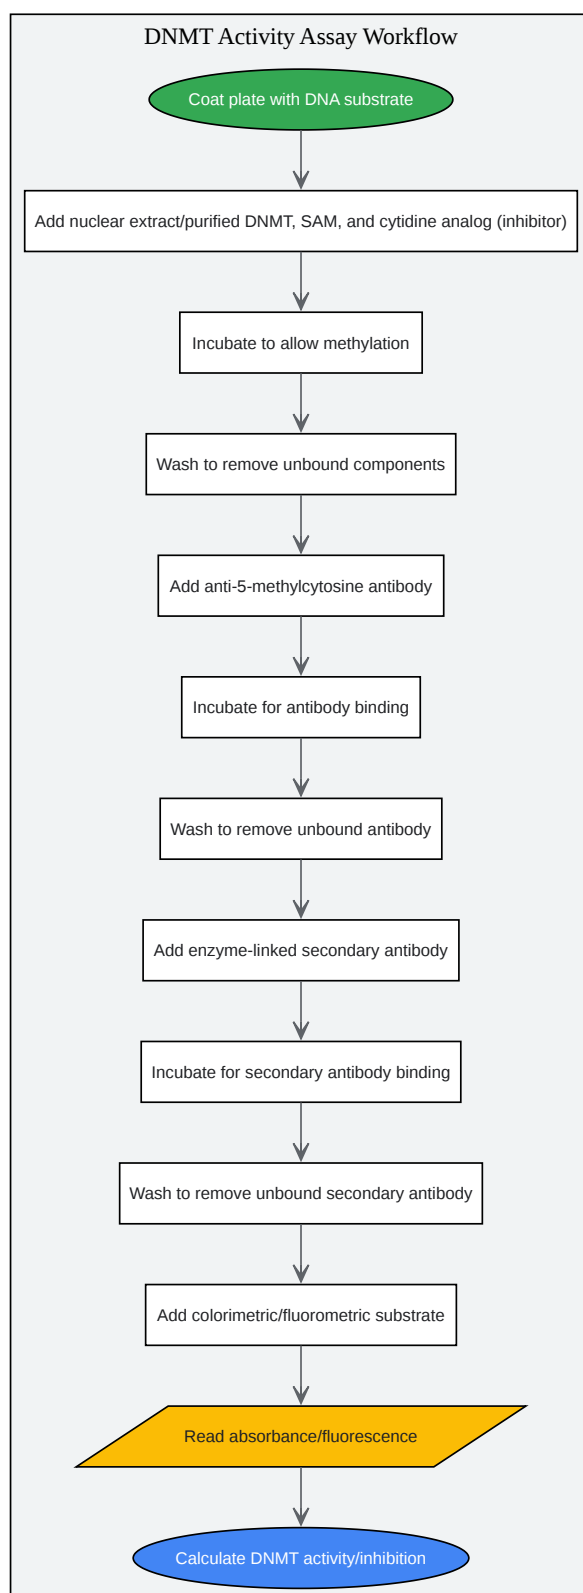 DNMT Activity Assay Workflow
Coat plate with DNA substrate
Add nuclear extract/purified DNMT, SAM, and cytidine analog (inhibitor)
Incubate to allow methylation
Wash to remove unbound components
Add anti-5-methylcytosine antibody
Incubate for antibody binding
Wash to remove unbound antibody
Add enzyme-linked secondary antibody
Incubate for secondary antibody binding
Wash to remove unbound secondary antibody
Add colorimetric/fluorometric substrate
Read absorbance/fluorescence
Calculate DNMT activity/inhibition